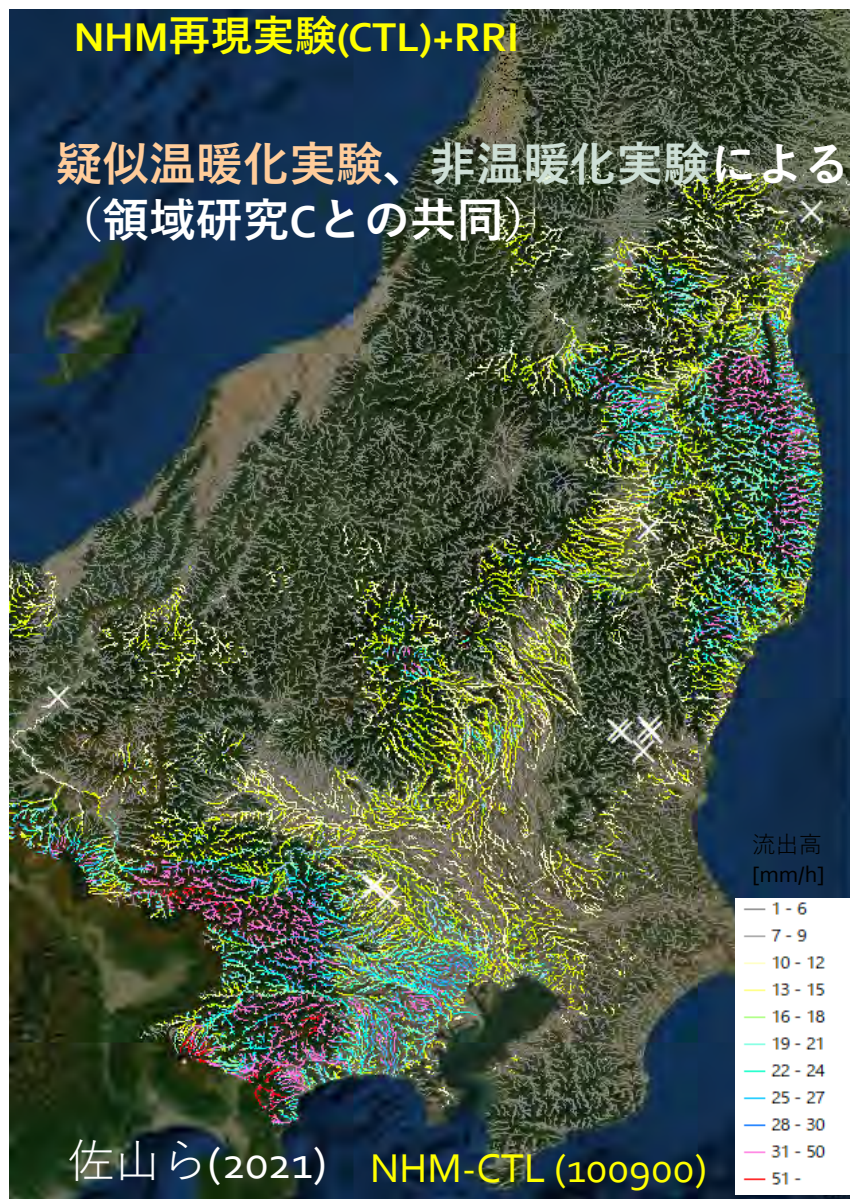 NHM再現実験(CTL)+RRI
疑似温暖化実験、非温暖化実験による
（領域研究Cとの共同）
流出高
[mm/h]
1 - 6
7 - 9
10 - 12
13 - 15
16 - 18
19 - 21
22 - 24
25 - 27
28 - 30
31 - 50
51 -
佐山ら(2021) NHM-CTL (100900)